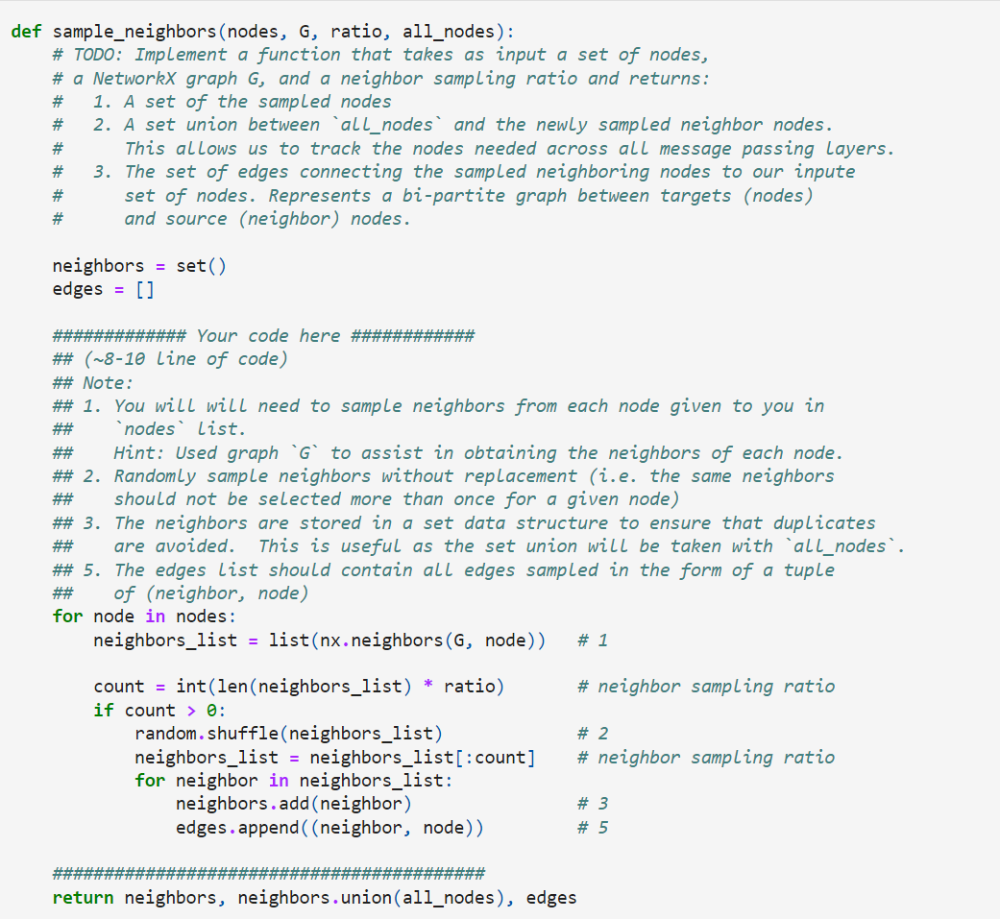 def sample_neighbors(nodes, G, ratio, all_nodes):
    # TODO: Implement a function that takes as input a set of nodes,
    # a NetworkX graph G, and a neighbor sampling ratio and returns:
    #   1. A set of the sampled nodes
    #   2. A set union between `all_nodes` and the newly sampled neighbor nodes.
    #      This allows us to track the nodes needed across all message passing layers.
    #   3. The set of edges connecting the sampled neighboring nodes to our inpute
    #      set of nodes. Represents a bi-partite graph between targets (nodes)
    #      and source (neighbor) nodes.

    neighbors = set()
    edges = []

    ############# Your code here ############
    ## (~8-10 line of code)
    ## Note:
    ## 1. You will will need to sample neighbors from each node given to you in
    ##    `nodes` list.
    ##    Hint: Used graph `G` to assist in obtaining the neighbors of each node.
    ## 2. Randomly sample neighbors without replacement (i.e. the same neighbors
    ##    should not be selected more than once for a given node)
    ## 3. The neighbors are stored in a set data structure to ensure that duplicates
    ##    are avoided.  This is useful as the set union will be taken with `all_nodes`.
    ## 5. The edges list should contain all edges sampled in the form of a tuple
    ##    of (neighbor, node)
    for node in nodes:
        neighbors_list = list(nx.neighbors(G, node))   # 1

        count = int(len(neighbors_list) * ratio)       # neighbor sampling ratio
        if count > 0:
            random.shuffle(neighbors_list)             # 2
            neighbors_list = neighbors_list[:count]    # neighbor sampling ratio
            for neighbor in neighbors_list:
                neighbors.add(neighbor)                # 3
                edges.append((neighbor, node))         # 5

    ##########################################
    return neighbors, neighbors.union(all_nodes), edges